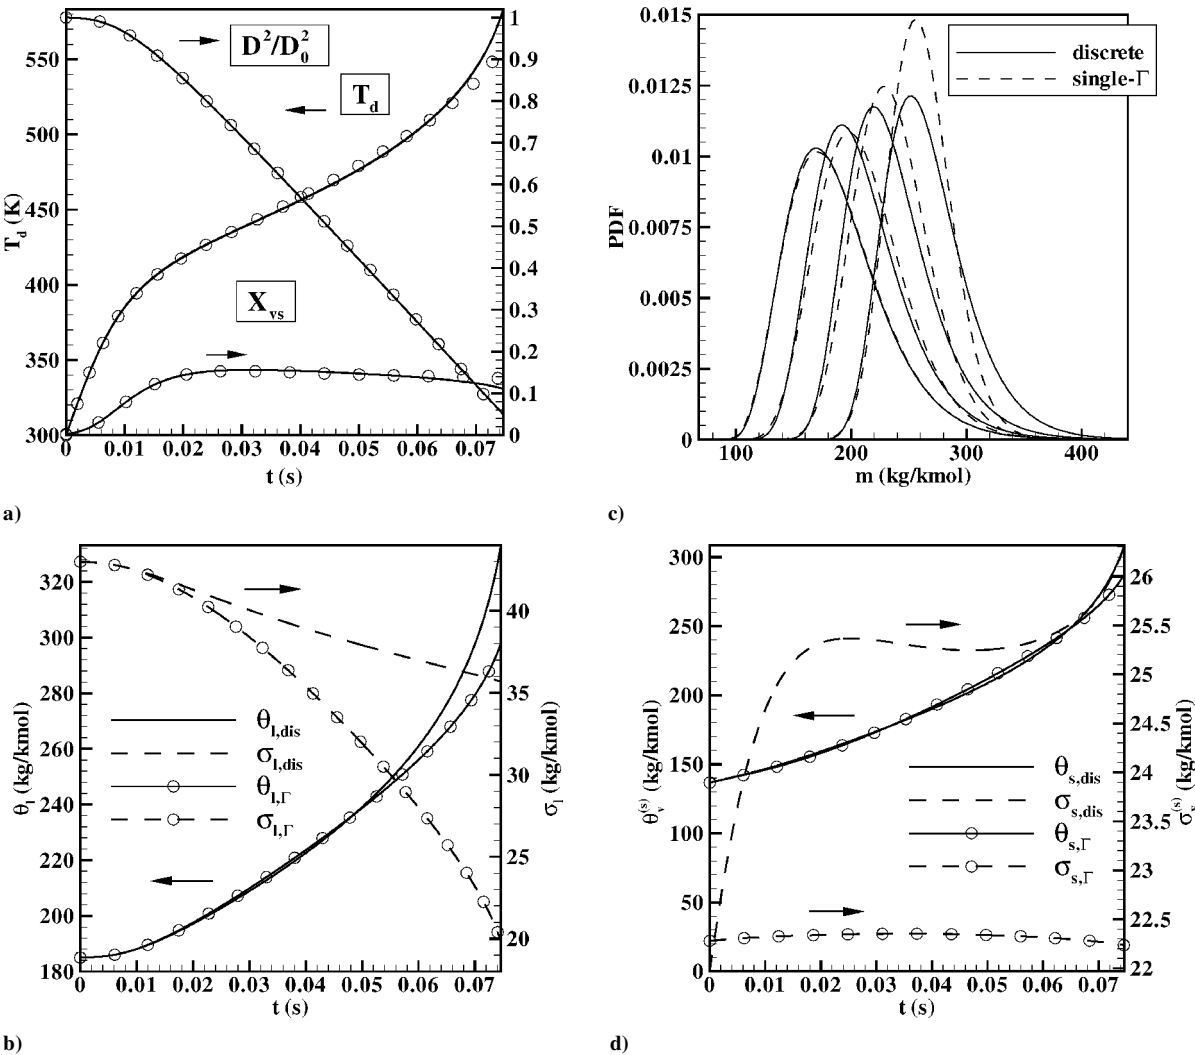 D²/D₀²
T_d
X_vs
550
500
450
400
350
300
T_d (K)
1
0.9
0.8
0.7
0.6
0.5
0.4
0.3
0.2
0.1
0
0 0.01 0.02 0.03 0.04 0.05 0.06 0.07
t (s)
a)
discrete
single-Γ
0.015
0.0125
0.01
0.0075
0.005
0.0025
0
PDF
100 200 300 400
m (kg/kmol)
c)
320
300
280
260
240
220
200
180
θ_l (kg/kmol)
θ_l,dis
σ_l,dis
θ_l,Γ
σ_l,Γ
40
35
30
25
20
σ_l (kg/kmol)
0 0.01 0.02 0.03 0.04 0.05 0.06 0.07
t (s)
b)
300
250
200
150
100
50
0
θ_v^(s) (kg/kmol)
θ_s,dis
σ_s,dis
θ_s,Γ
σ_s,Γ
26
25.5
25
24.5
24
23.5
23
22.5
22
σ_v^(s) (kg/kmol)
0 0.01 0.02 0.03 0.04 0.05 0.06 0.07
t (s)
d)